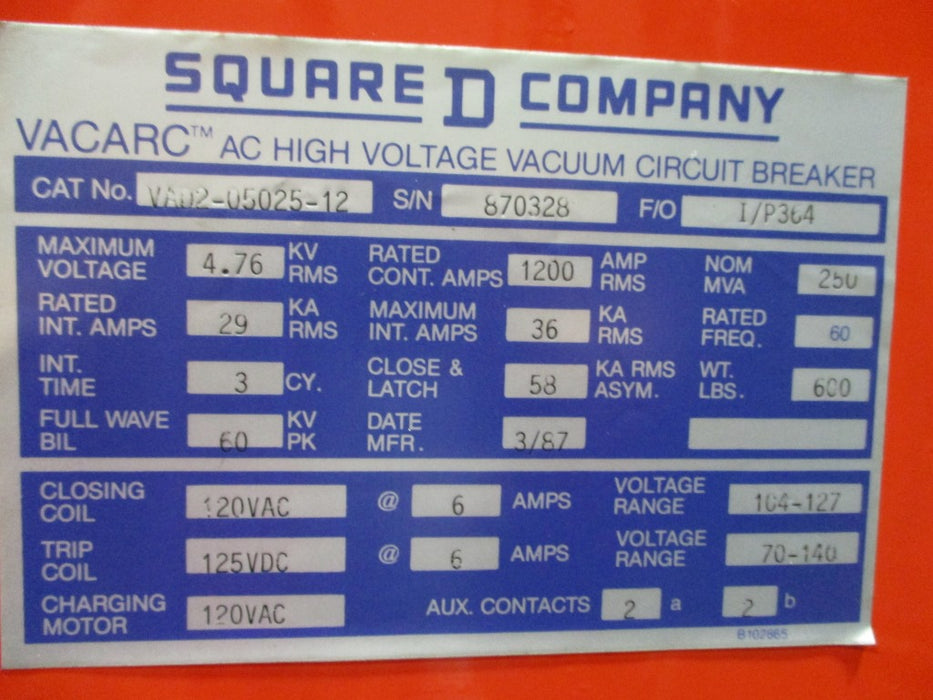 SQUARE D COMPANY
VACARC™ AC HIGH VOLTAGE VACUUM CIRCUIT BREAKER
CAT No. VA02-05025-12 S/N 870328 F/O I/P364
MAXIMUM VOLTAGE 4.76 KV RMS RATED CONT. AMPS 1200 AMP RMS NOM MVA 250
RATED INT. AMPS 29 KA RMS MAXIMUM INT. AMPS 36 KA RMS RATED FREQ. 60
INT. TIME 3 CY. CLOSE & LATCH 58 KA RMS ASYM. WT. LBS. 600
FULL WAVE BIL 60 KV PK DATE MFR. 3/87
CLOSING COIL 120VAC @ 6 AMPS VOLTAGE RANGE 104-127
TRIP COIL 125VDC @ 6 AMPS VOLTAGE RANGE 70-140
CHARGING MOTOR 120VAC AUX. CONTACTS 2 a 2 b
B102865